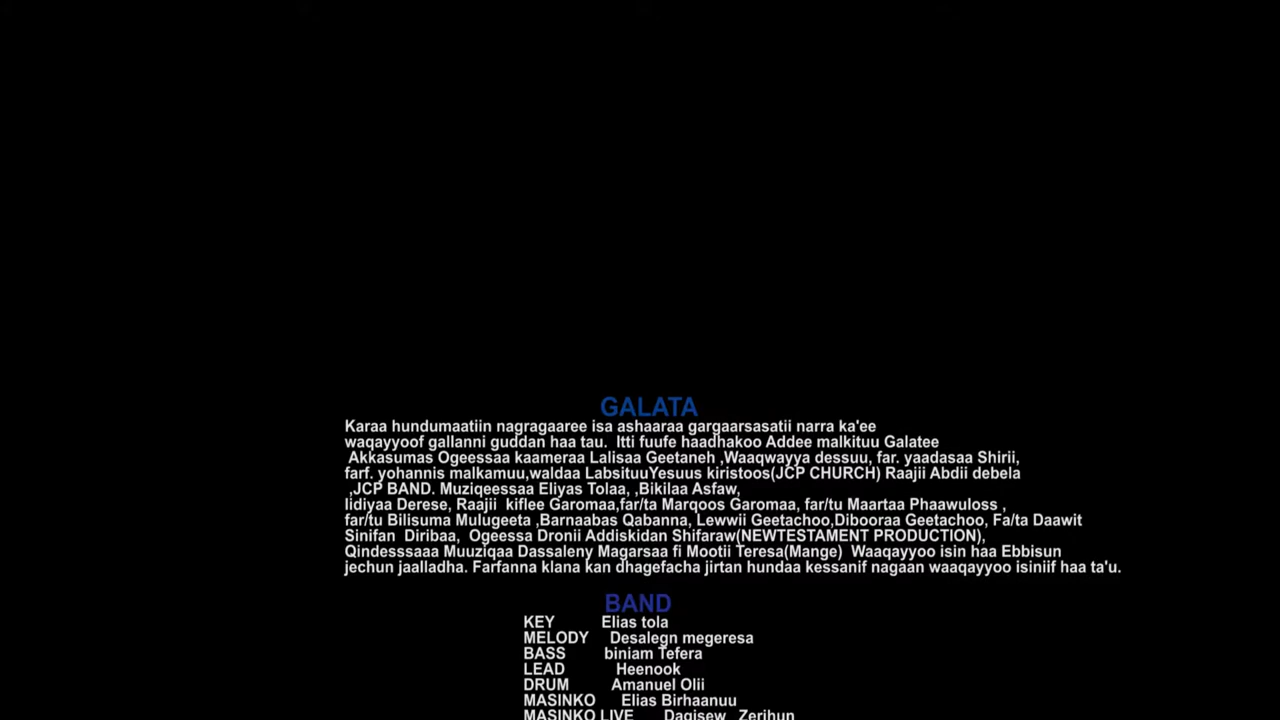 GALATA
Karaa hundumaatiin nagragaaree isa ashaaraa gargaarsasatii narra ka'ee
waqayyoof gallanni guddan haa tau. Itti fuufe haadhakoo Addee malkituu Galatee
Akkasumas Ogeessaa kaameraa Lalisaa Geetaneh ,Waaqwayya dessuu, far. yaadasaa Shirii,
farf. yohannis malkamuu,waldaa LabsituuYesuus kiristoos(JCP CHURCH) Raajii Abdii debela
,JCP BAND. Muziqeessaa Eliyas Tolaa, ,Bikilaa Asfaw,
lidiyaa Derese, Raajii kiflee Garomaa,far/ta Marqoos Garomaa, far/tu Maartaa Phaawuloss ,
far/tu Bilisuma Mulugeeta ,Barnaabas Qabanna, Lewwii Geetachoo,Dibooraa Geetachoo, Fa/ta Daawit
Sinifan Diribaa, Ogeessa Dronii Addiskidan Shifaraw(NEWTESTAMENT PRODUCTION),
Qindesssaaa Muuziqaa Dassaleny Magarsaa fi Mootii Teresa(Mange) Waaqayyoo isin haa Ebbisun
jechun jaalladha. Farfanna klana kan dhagefacha jirtan hundaa kessanif nagaan waaqayyoo isiniif haa ta'u.
BAND
KEY Elias tola
MELODY Desalegn megeresa
BASS biniam Tefera
LEAD Heenook
DRUM Amanuel Olii
MASINKO Elias Birhaanuu
MASINKO LIVE Dagisew Zerihun